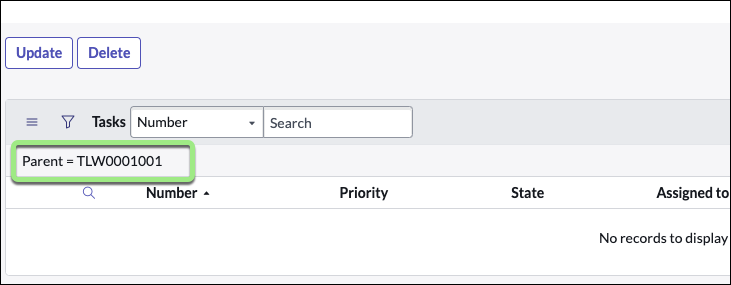 Update Delete
Tasks Number Search
Parent = TLW0001001
Number Priority State Assigned to
No records to display